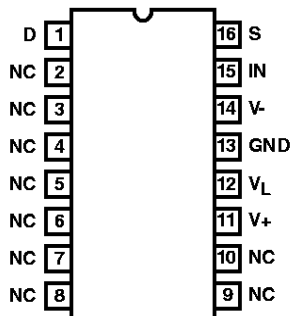 D 1 16 S
NC 2 15 IN
NC 3 14 V-
NC 4 13 GND
NC 5 12 VL
NC 6 11 V+
NC 7 10 NC
NC 8 9 NC